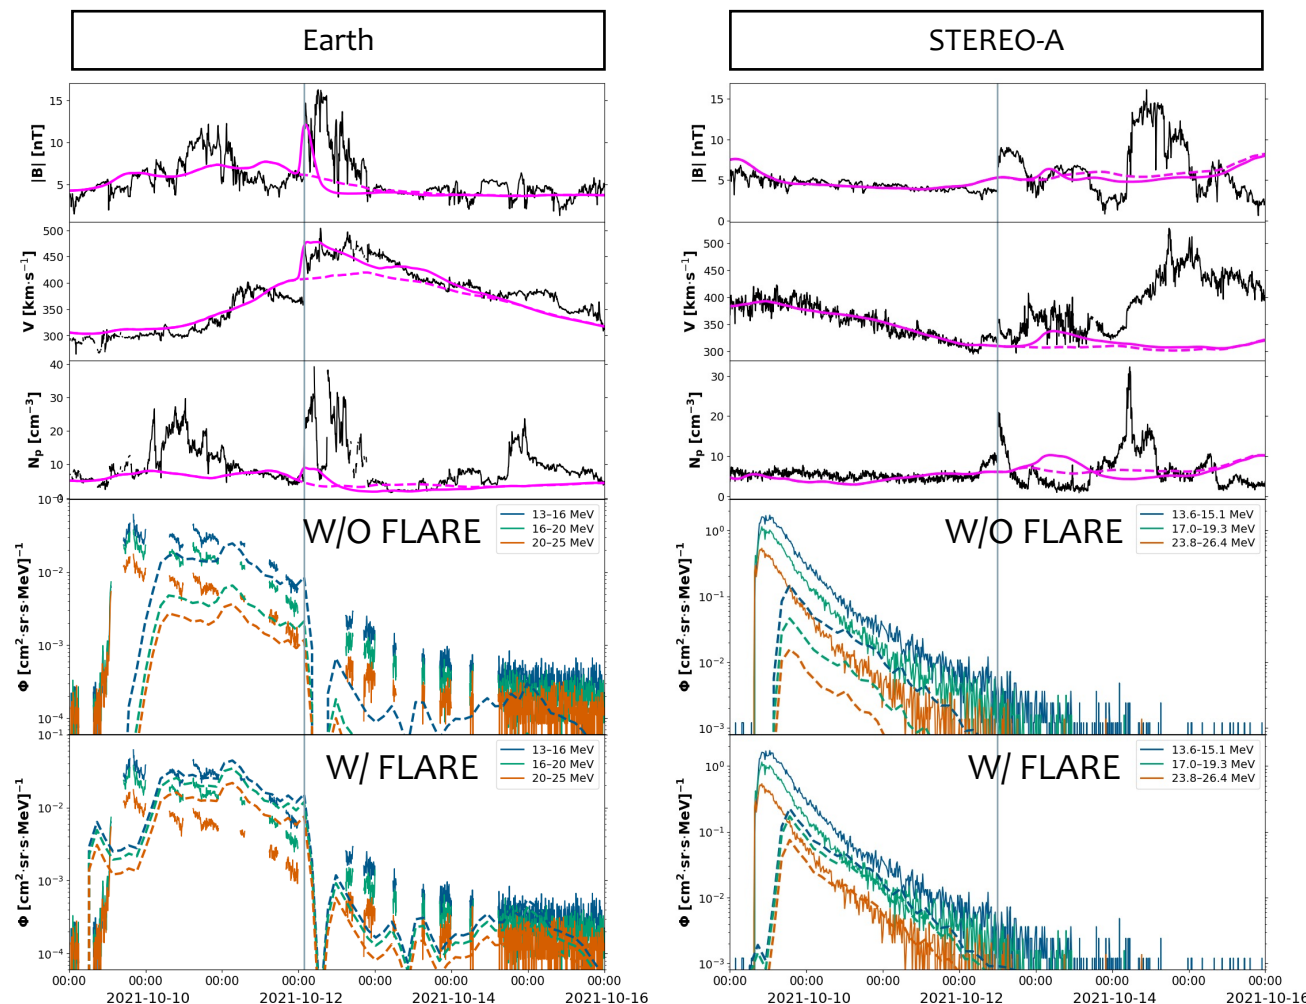 Earth
STEREO-A
|B| [nT]
15
10
5
|B| [nT]
15
10
5
0
V [km·s⁻¹]
500
450
400
350
300
V [km·s⁻¹]
500
450
400
350
300
Nₚ [cm⁻³]
40
30
20
10
0
Nₚ [cm⁻³]
30
20
10
0
W/O FLARE
13–16 MeV
16–20 MeV
20–25 MeV
Φ [cm²·sr·s·MeV]⁻¹
10⁻²
10⁻³
10⁻⁴
W/O FLARE
13.6-15.1 MeV
17.0–19.3 MeV
23.8–26.4 MeV
Φ [cm²·sr·s·MeV]⁻¹
10⁰
10⁻¹
10⁻²
10⁻³
W/ FLARE
13–16 MeV
16–20 MeV
20–25 MeV
Φ [cm²·sr·s·MeV]⁻¹
10⁻¹
10⁻²
10⁻³
10⁻⁴
W/ FLARE
13.6-15.1 MeV
17.0–19.3 MeV
23.8–26.4 MeV
Φ [cm²·sr·s·MeV]⁻¹
10⁰
10⁻¹
10⁻²
10⁻³
00:00 00:00 00:00 00:00 00:00 00:00 00:00 00:00
2021-10-10 2021-10-12 2021-10-14 2021-10-16
00:00 00:00 00:00 00:00 00:00 00:00 00:00 00:00
2021-10-10 2021-10-12 2021-10-14 2021-10-16